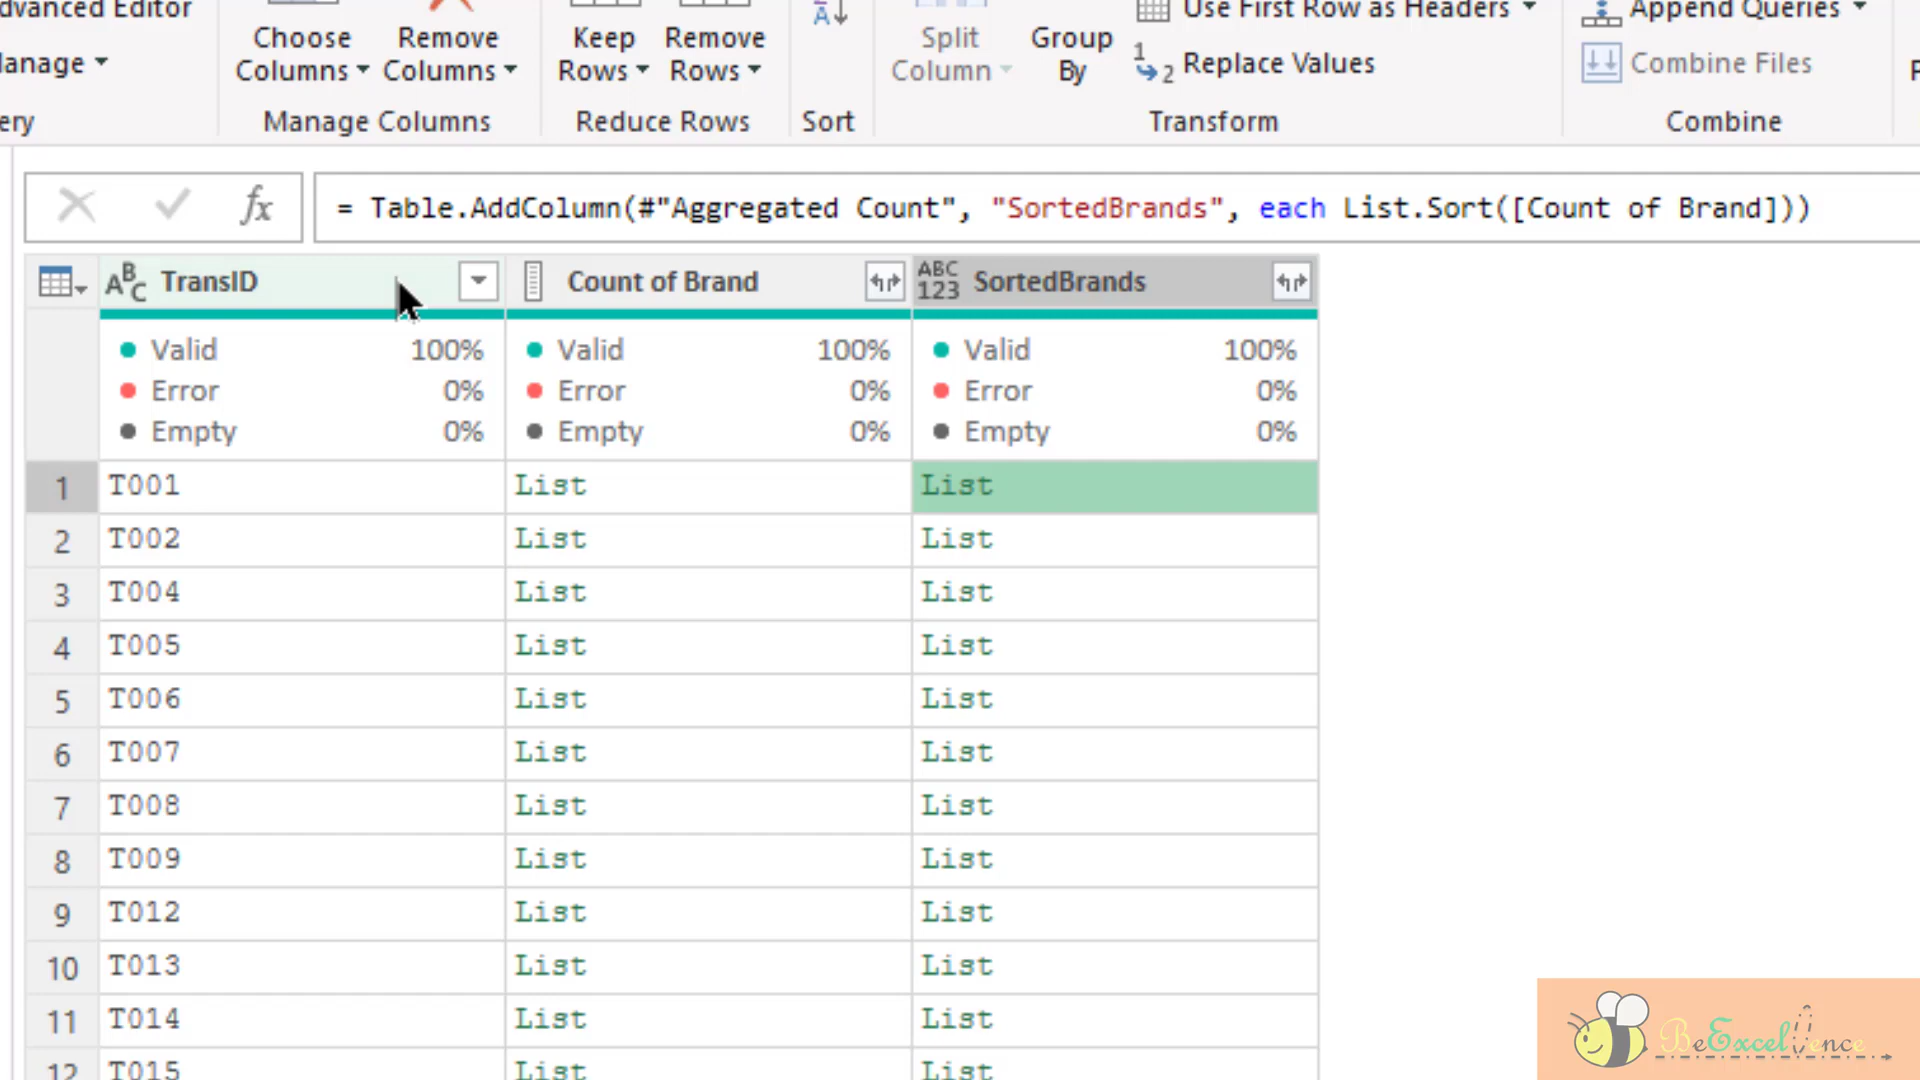 dvanced Editor
anage
ery
Choose
Columns
Remove
Columns
Manage Columns
Keep
Rows
Remove
Rows
Reduce Rows
Sort
Split
Column
Group
By
Use First Row as Headers
Replace Values
Transform
Append Queries
Combine Files
Combine
fx = Table.AddColumn(#"Aggregated Count", "SortedBrands", each List.Sort([Count of Brand]))
TransID Count of Brand SortedBrands
Valid 100% Valid 100% Valid 100%
Error 0% Error 0% Error 0%
Empty 0% Empty 0% Empty 0%
1 T001 List List
2 T002 List List
3 T004 List List
4 T005 List List
5 T006 List List
6 T007 List List
7 T008 List List
8 T009 List List
9 T012 List List
10 T013 List List
11 T014 List List
12 T015 List List